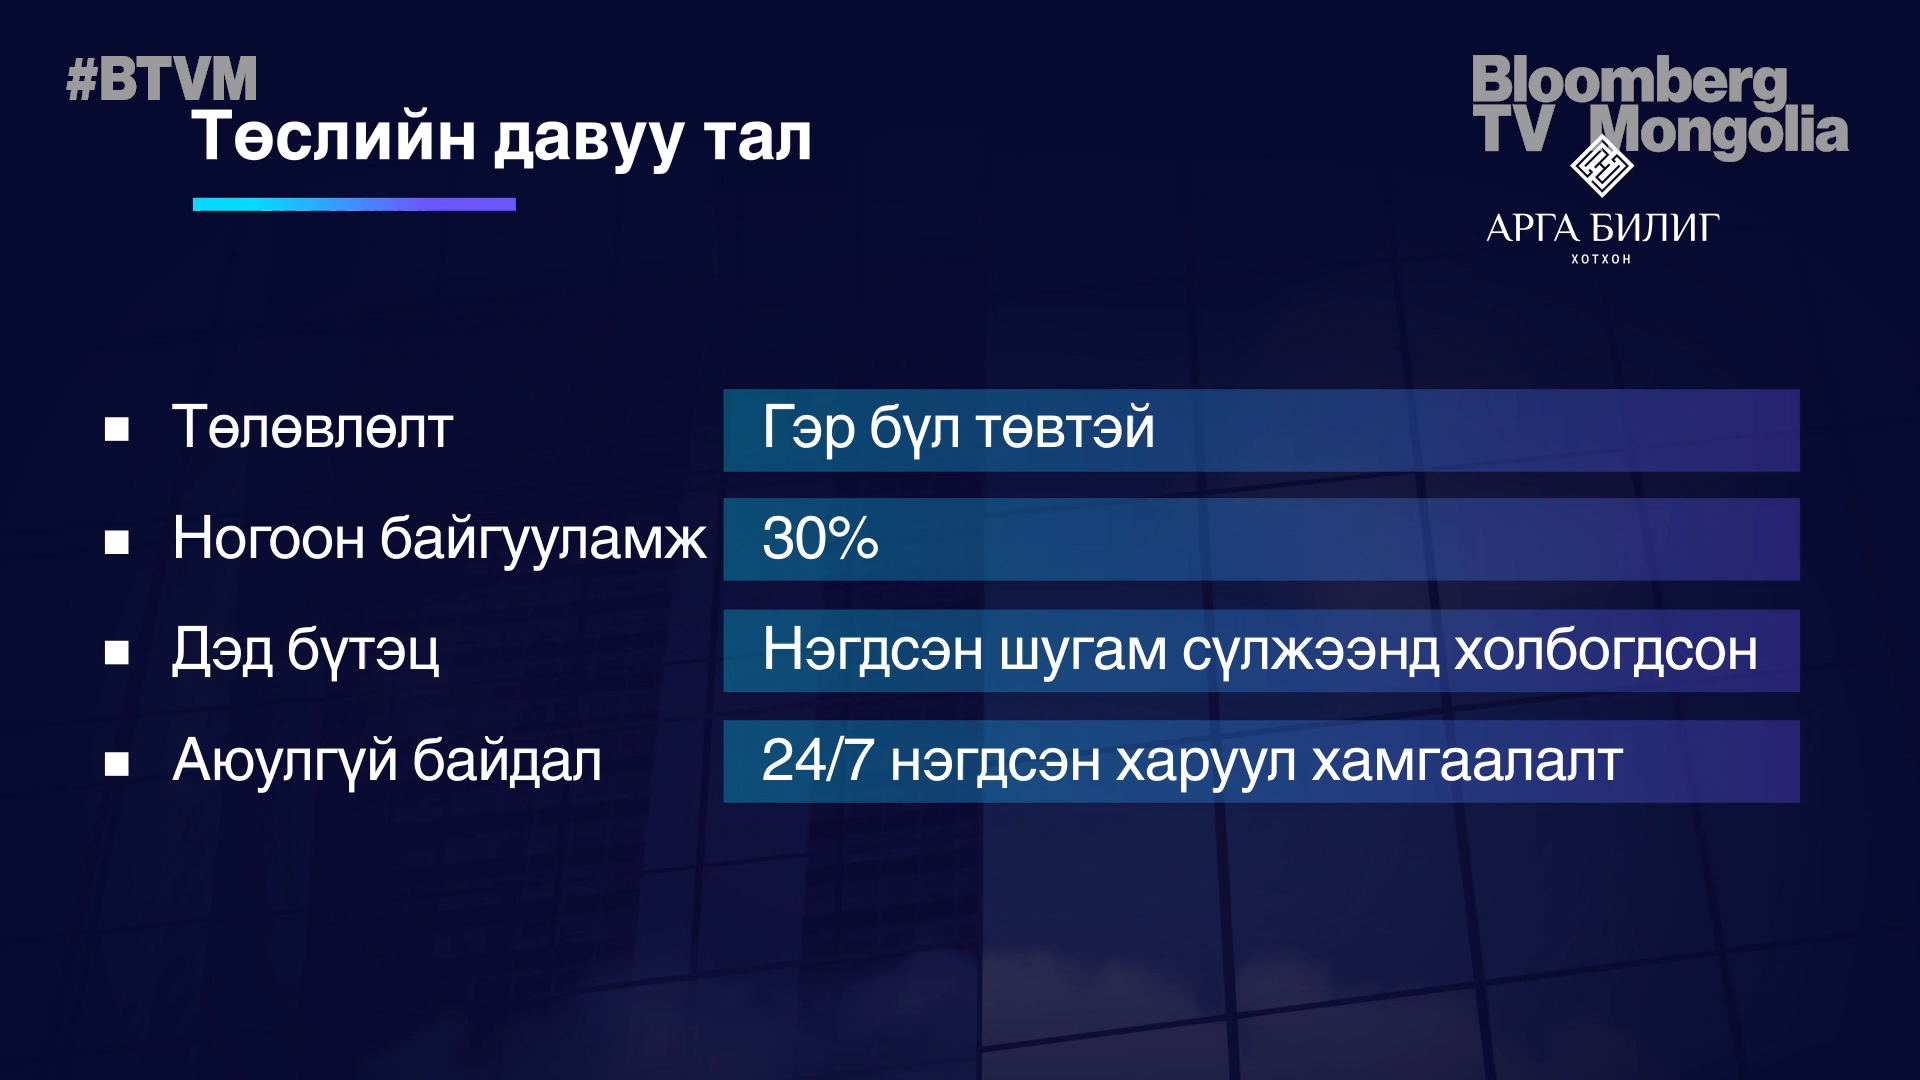 #BTVM
Bloomberg
TV Mongolia
Төслийн давуу тал
АРГА БИЛИГ
ХОТХОН
Төлөвлөлт
Гэр бүл төвтэй
Ногоон байгууламж
30%
Дэд бүтэц
Нэгдсэн шугам сүлжээнд холбогдсон
Аюулгүй байдал
24/7 нэгдсэн харуул хамгаалалт